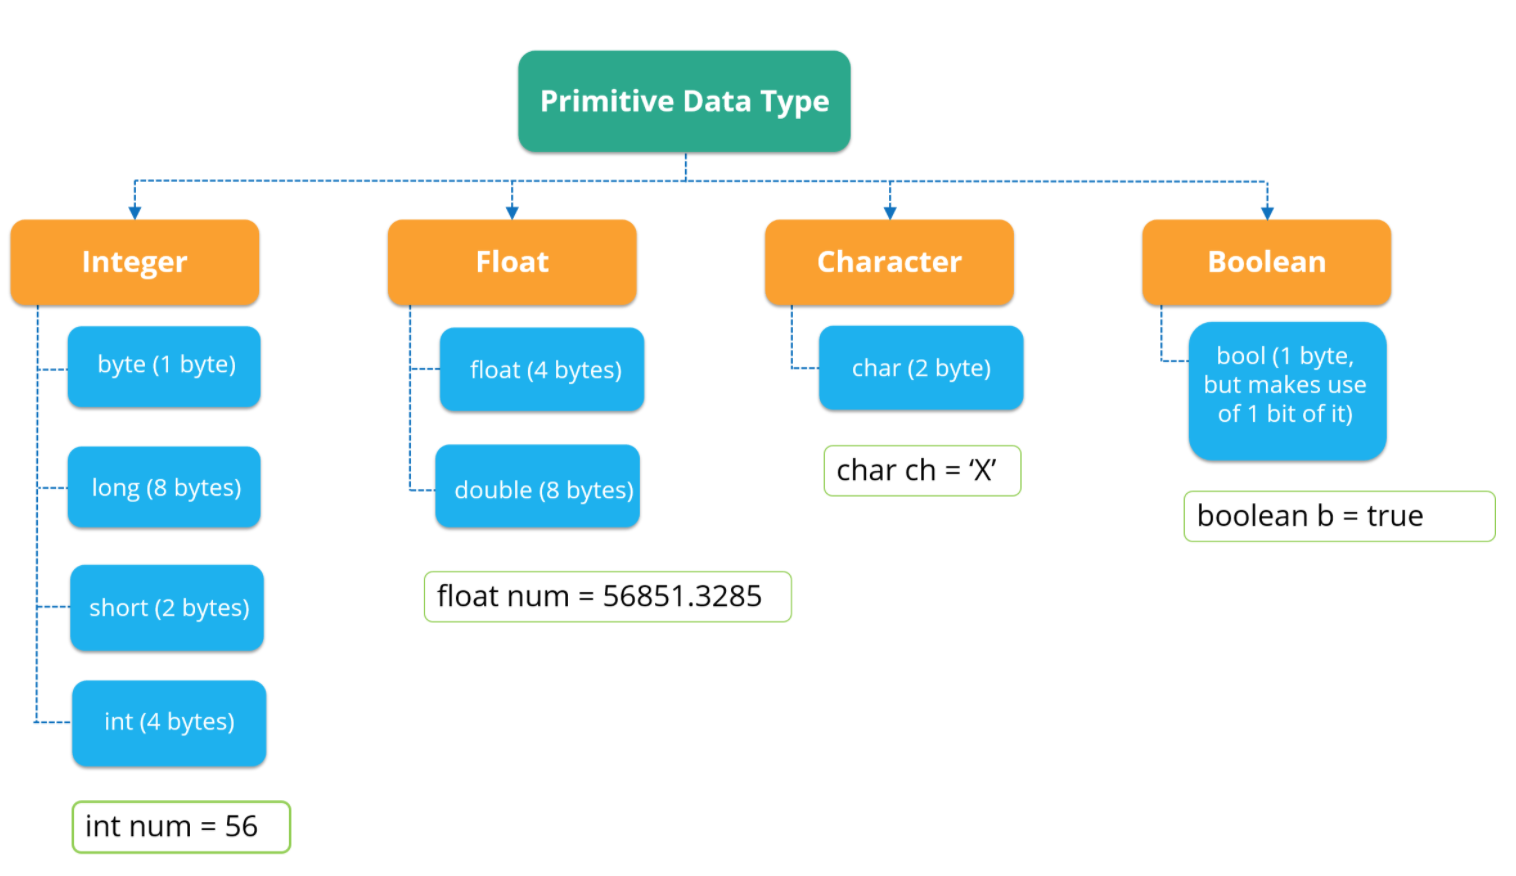 Primitive Data Type
Integer
Float
Character
Boolean
byte (1 byte)
long (8 bytes)
short (2 bytes)
int (4 bytes)
int num = 56
float (4 bytes)
double (8 bytes)
float num = 56851.3285
char (2 byte)
char ch = ‘X’
bool (1 byte,
but makes use
of 1 bit of it)
boolean b = true